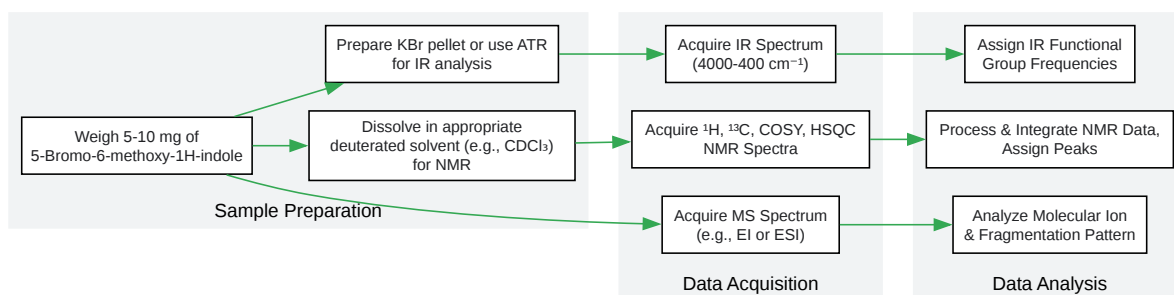 Prepare KBr pellet or use ATR
for IR analysis
Acquire IR Spectrum
(4000-400 cm⁻¹)
Assign IR Functional
Group Frequencies
Weigh 5-10 mg of
5-Bromo-6-methoxy-1H-indole
Dissolve in appropriate
deuterated solvent (e.g., CDCl₃)
for NMR
Acquire ¹H, ¹³C, COSY, HSQC
NMR Spectra
Process & Integrate NMR Data,
Assign Peaks
Sample Preparation
Acquire MS Spectrum
(e.g., EI or ESI)
Analyze Molecular Ion
& Fragmentation Pattern
Data Acquisition
Data Analysis